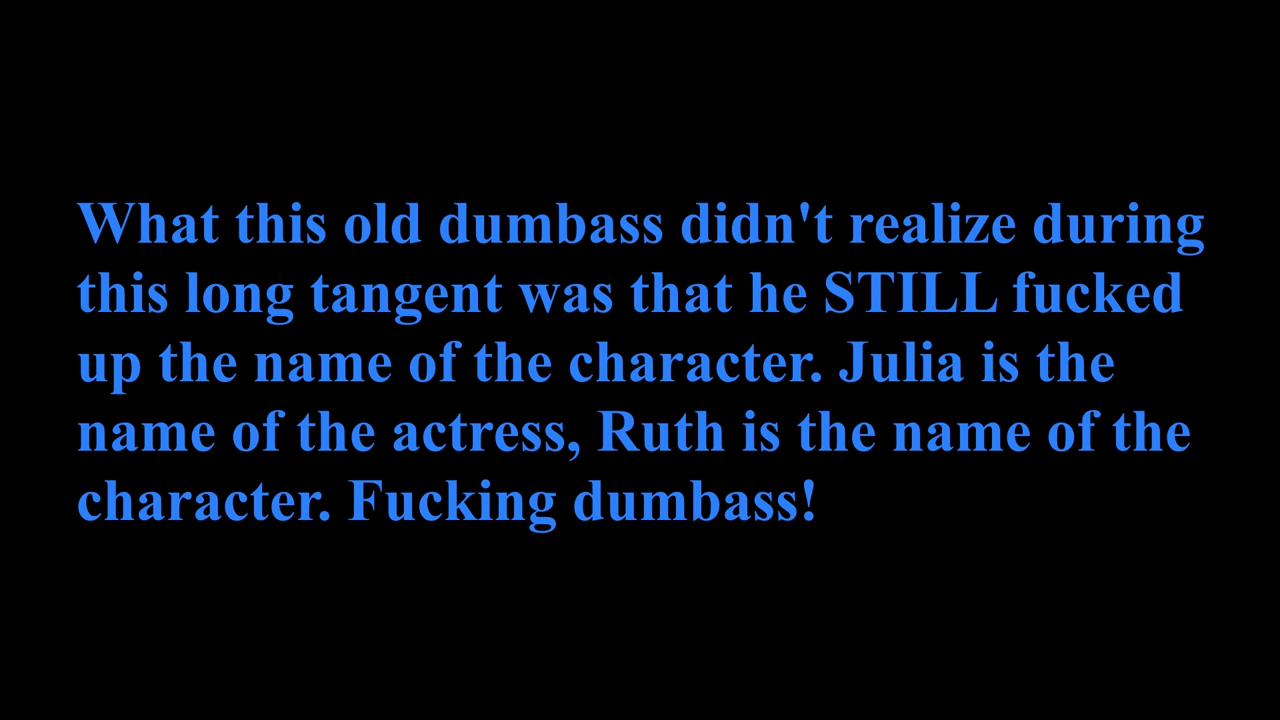 What this old dumbass didn't realize during
this long tangent was that he STILL fucked
up the name of the character. Julia is the
name of the actress, Ruth is the name of the
character. Fucking dumbass!